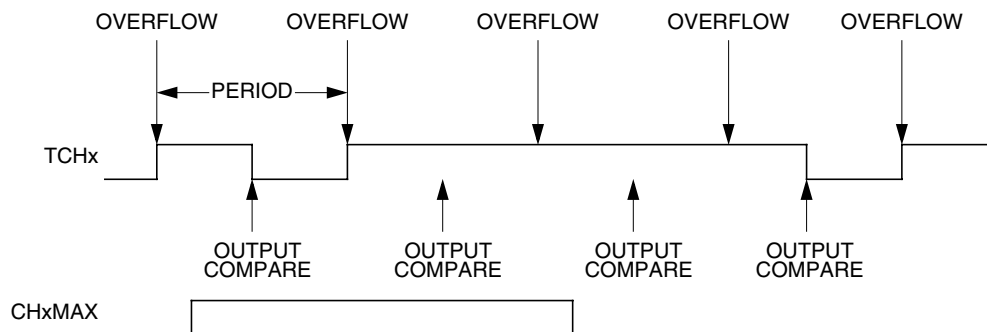 OVERFLOW OVERFLOW OVERFLOW OVERFLOW OVERFLOW
PERIOD
TCHx
OUTPUT OUTPUT OUTPUT OUTPUT
COMPARE COMPARE COMPARE COMPARE
CHxMAX